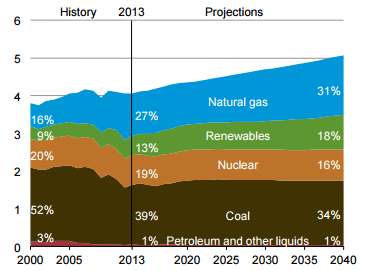 History 2013 Projections
6
5
4
3
2
1
0
16% 27% Natural gas 31%
9% 13% Renewables 18%
20% 19% Nuclear 16%
52% 39% Coal 34%
3% 1% Petroleum and other liquids 1%
2000 2005 2013 2020 2025 2030 2035 2040